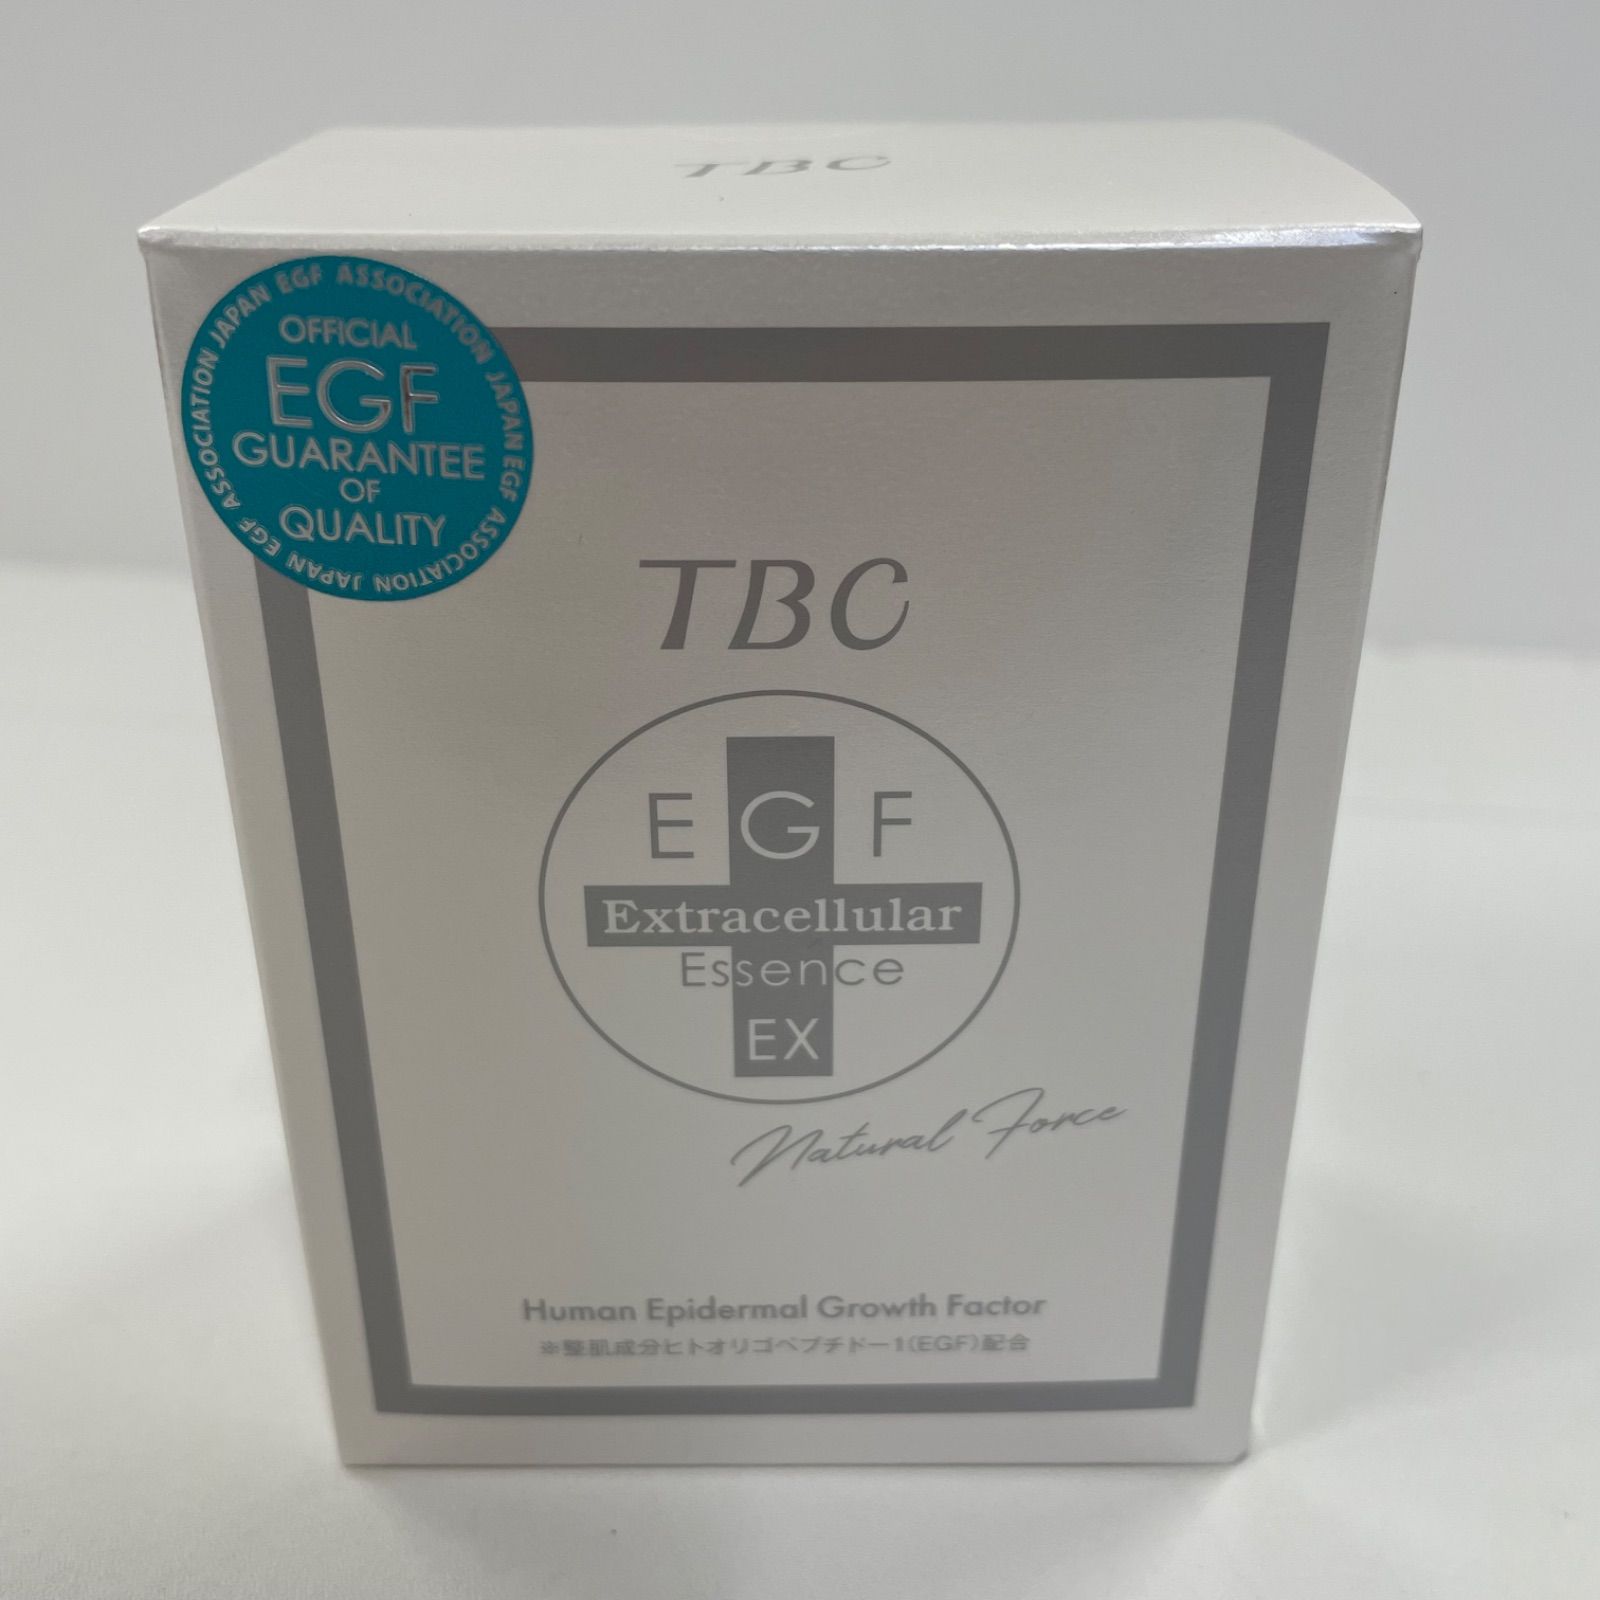 TBC
JAPAN EGF ASSOCIATION JAPAN EGF ASSOCIATION JAPAN EGF ASSOCIATION
OFFICIAL
EGF
GUARANTEE
OF
QUALITY
TBC
EGF
Extracellular
Essence
EX
Natural Force
Human Epidermal Growth Factor
※整肌成分ヒトオリゴペプチドー1(EGF)配合